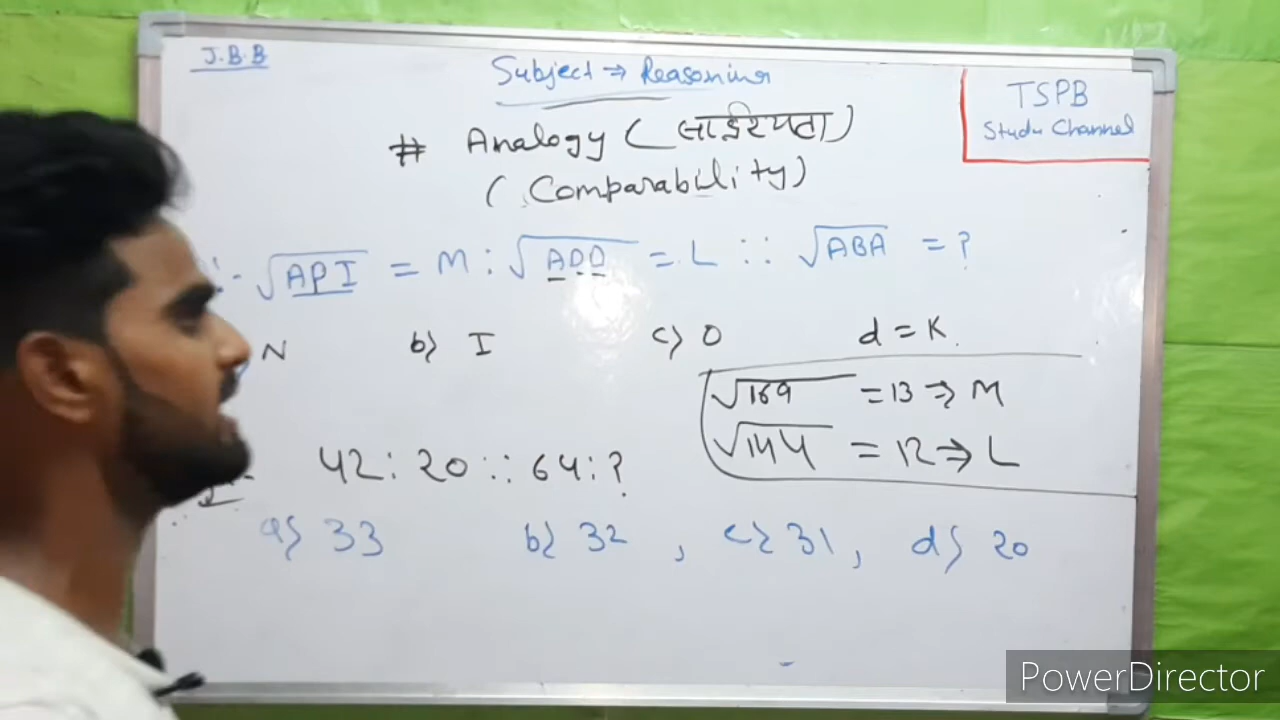 J.B.B
Subject → Reasoning
TSPB
Study Channel
# Analogy (सादृश्यता)
(Comparability)
√API = M : √ADD = L :: √ABA = ?
N b) I c) O d = K.
√169 = 13 ⇒ M
√144 = 12 ⇒ L
42 : 20 :: 64 : ?
a) 33 b) 32 , c) 31 , d) 20
PowerDirector